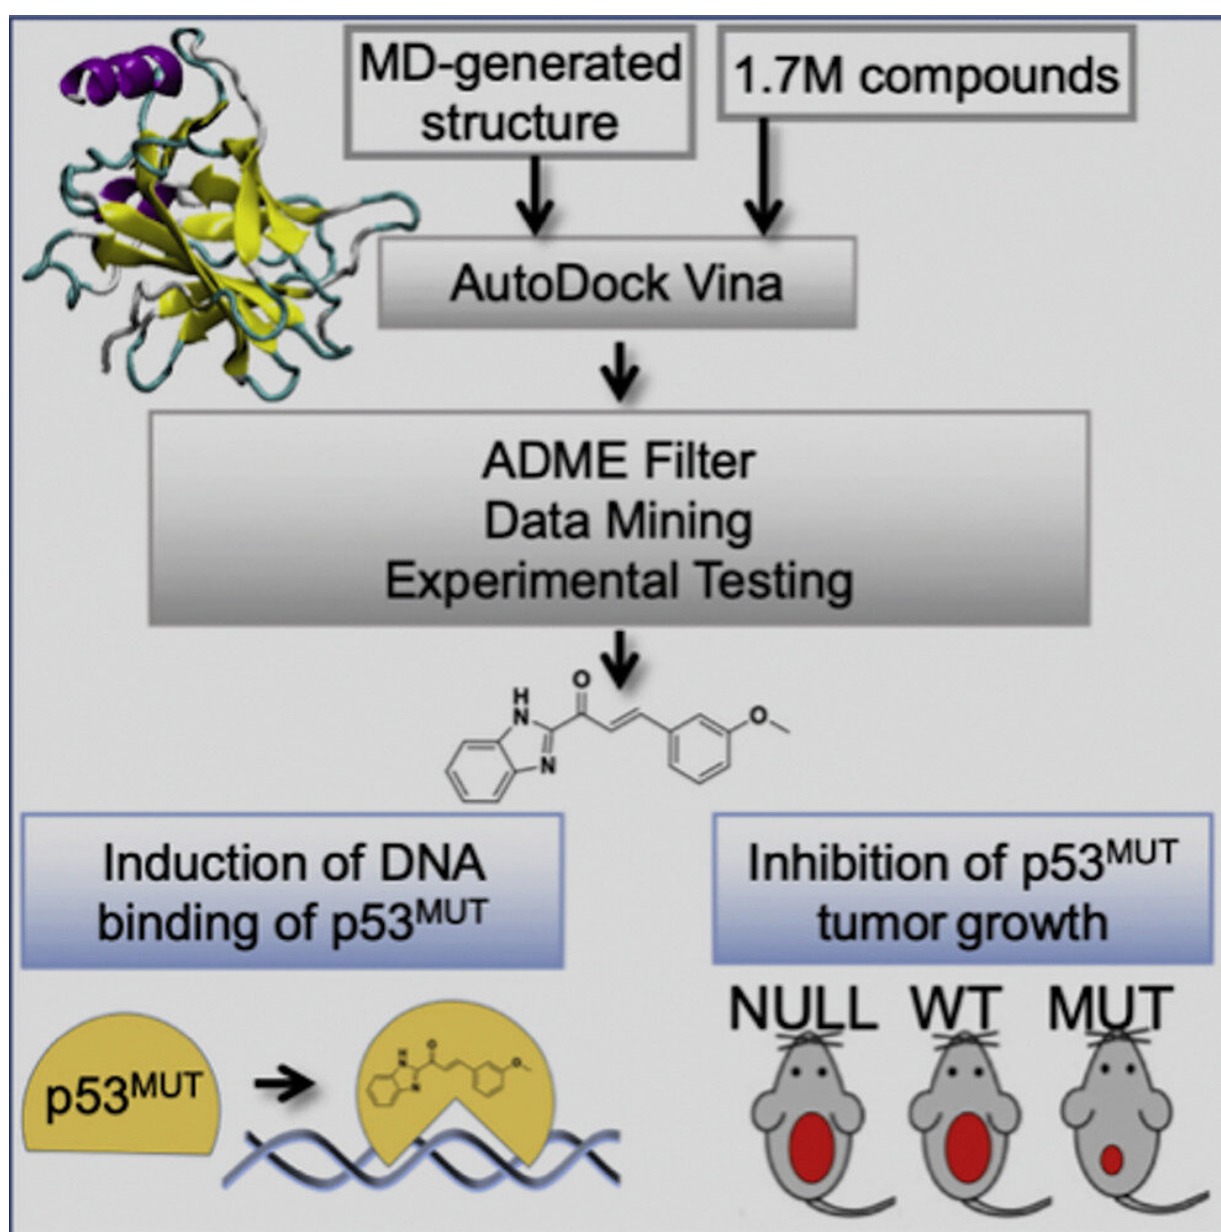 MD-generated
structure
1.7M compounds
AutoDock Vina
ADME Filter
Data Mining
Experimental Testing
O
H
N
N
O
Induction of DNA
binding of p53MUT
Inhibition of p53MUT
tumor growth
NULL WT MUT
p53MUT
O
H
N
N
O